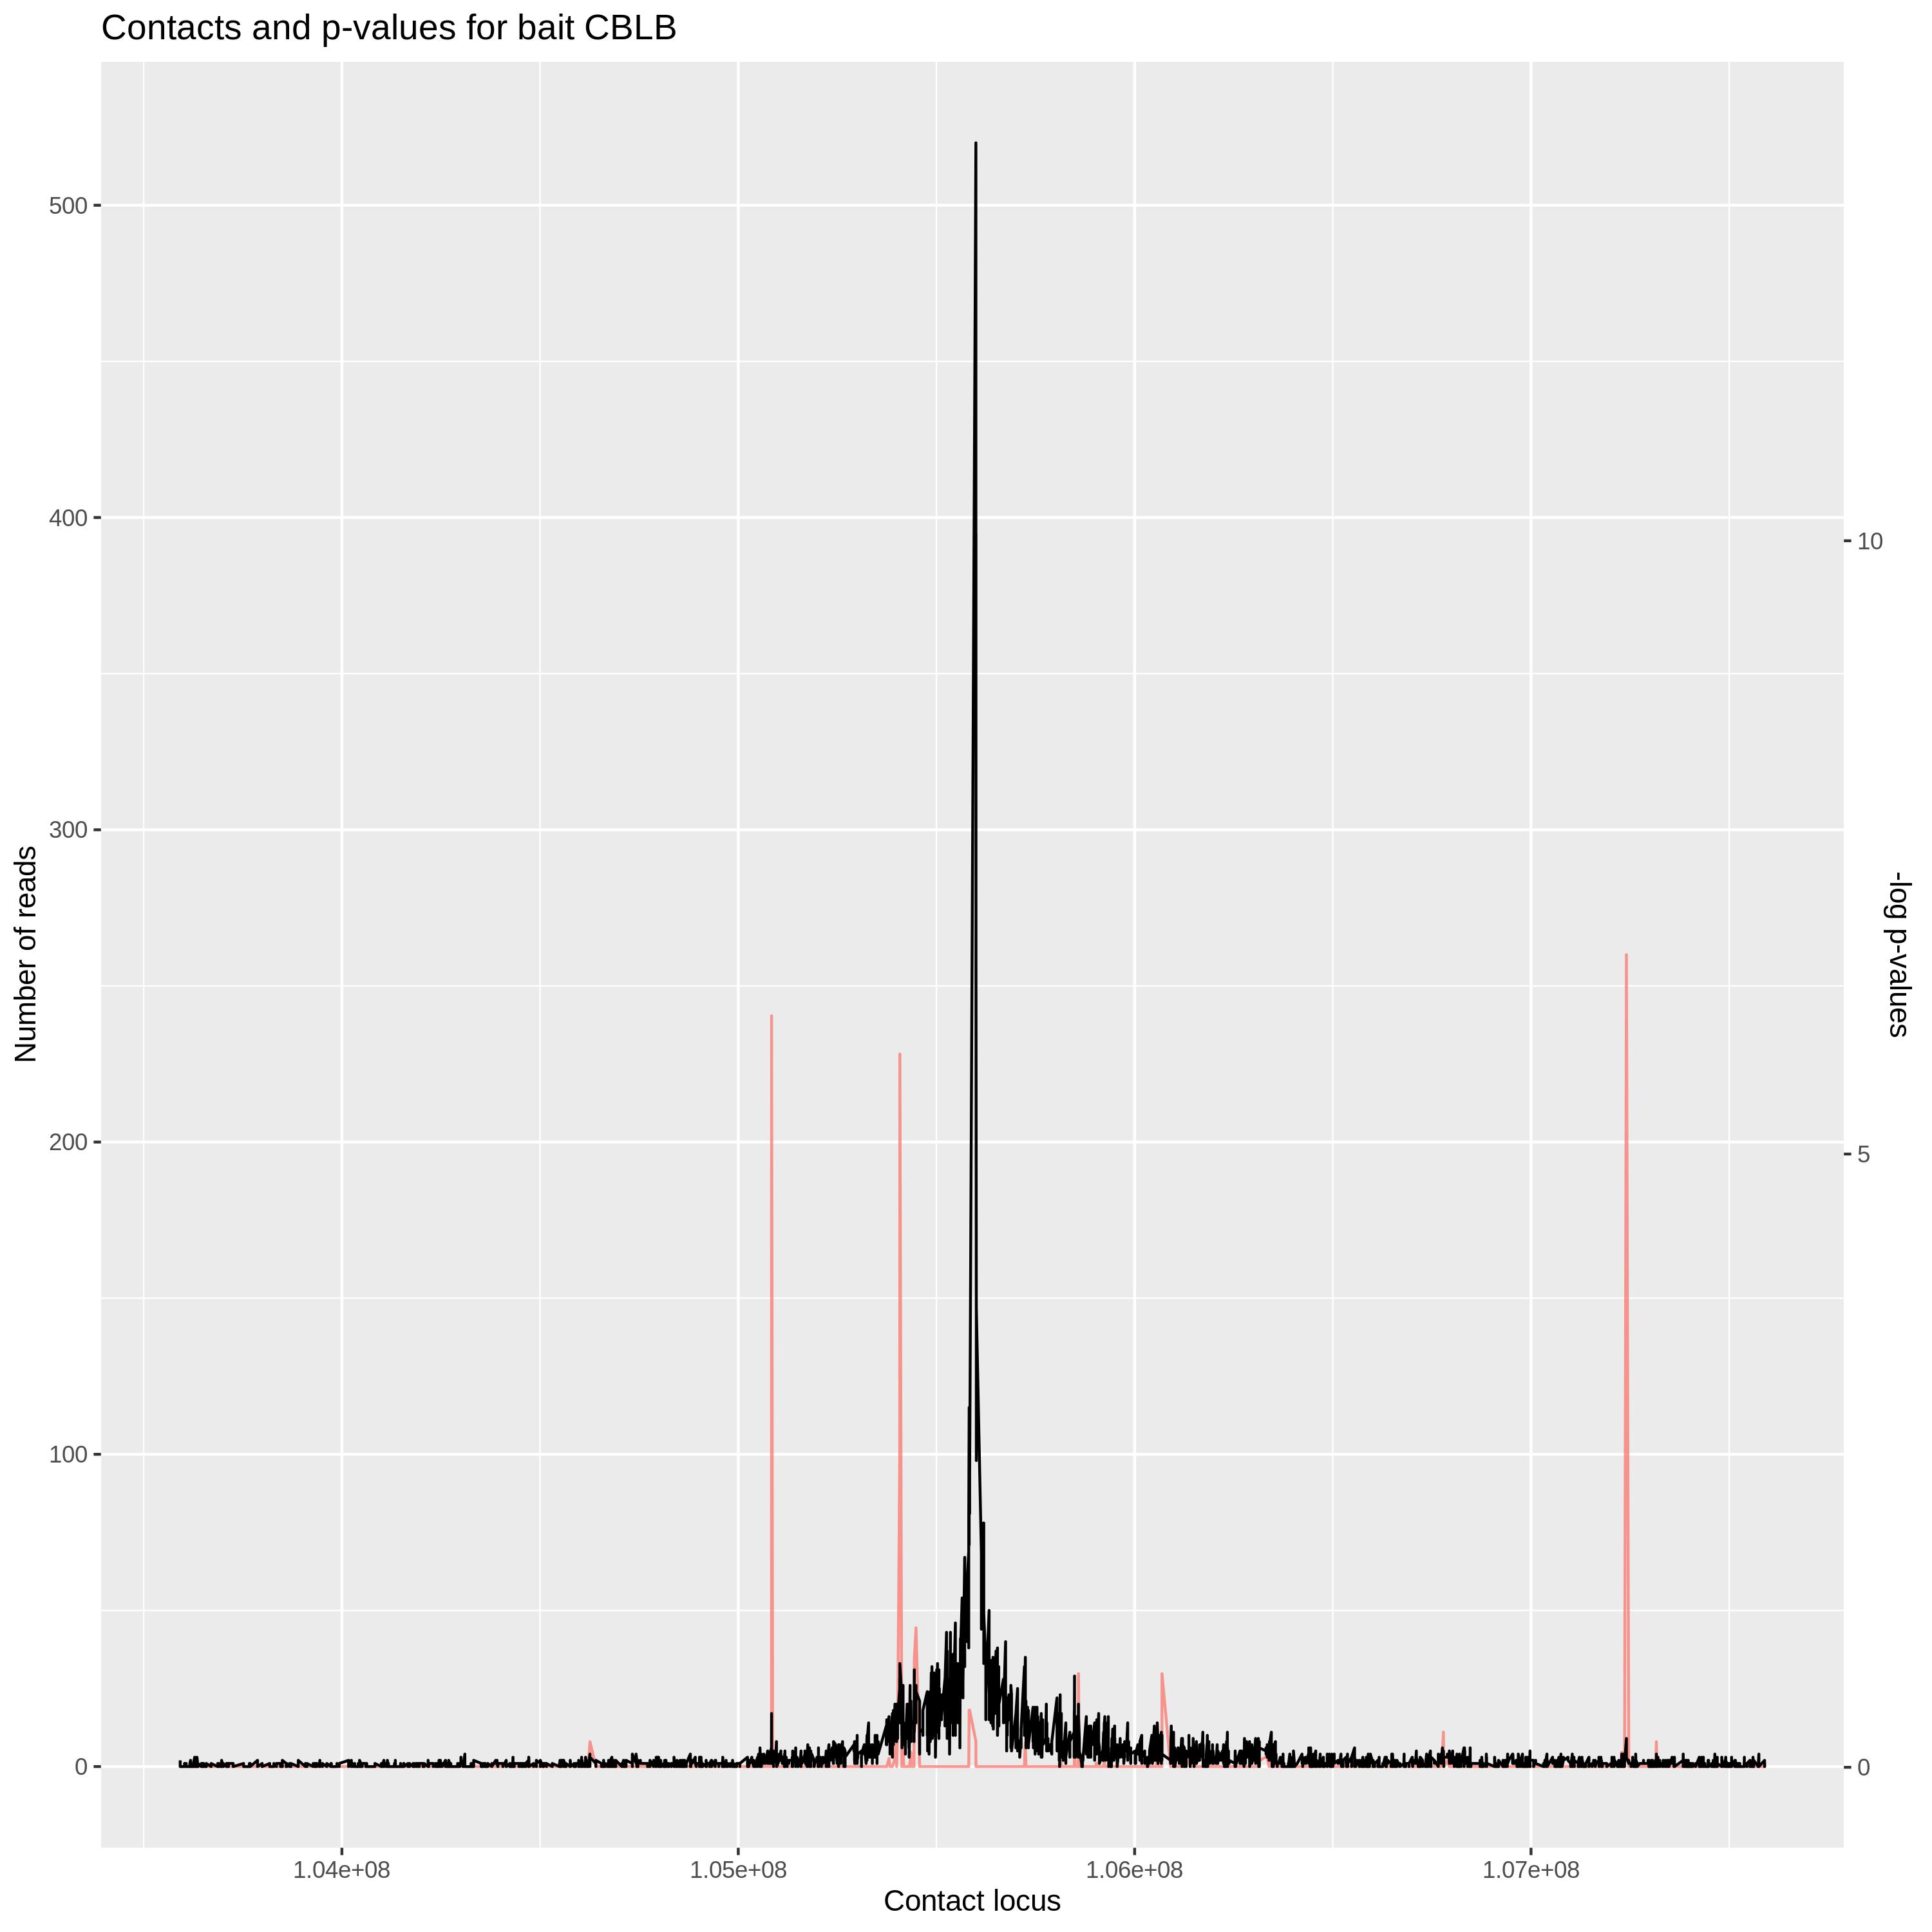 Contacts and p-values for bait CBLB
500
400
300
200
100
0
Number of reads
10
5
0
-log p-values
1.04e+08
1.05e+08
1.06e+08
1.07e+08
Contact locus